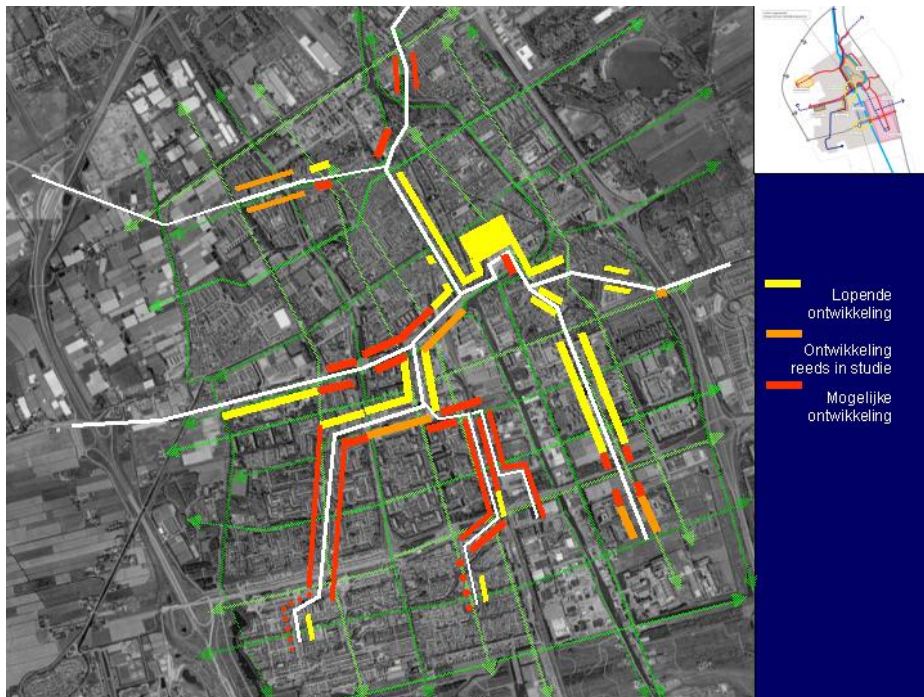 Lopende
ontwikkeling
Ontwikkeling
reeds in studie
Mogelijke
ontwikkeling